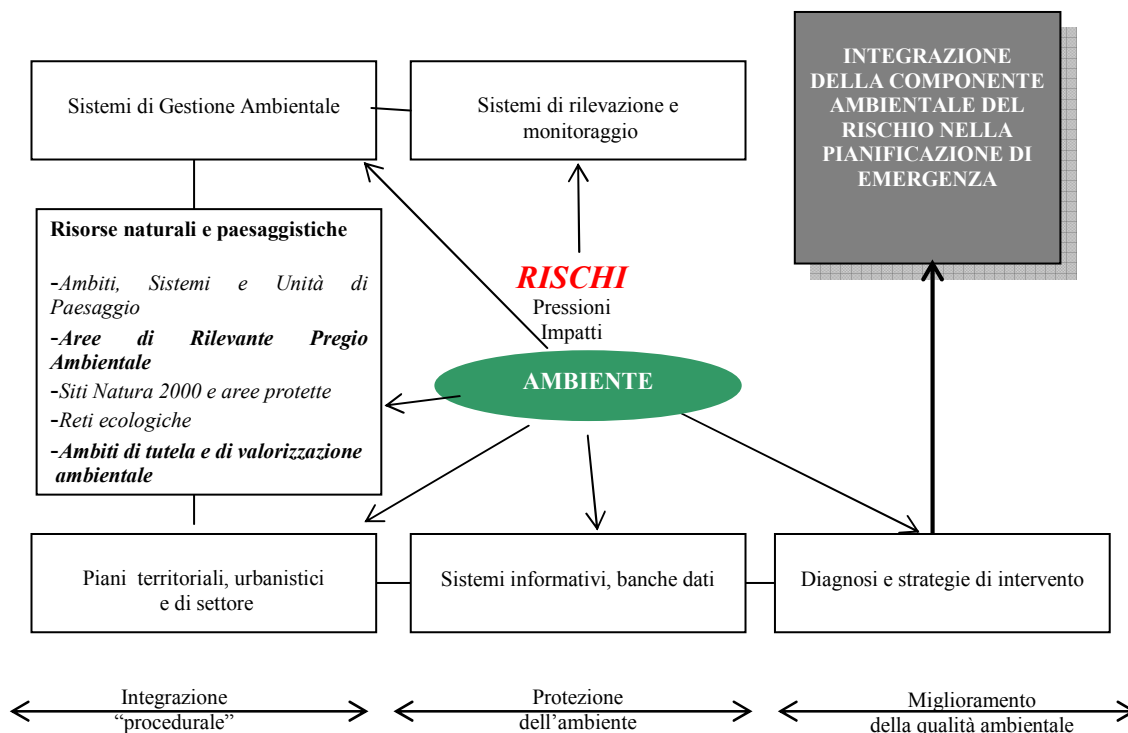 Sistemi di Gestione Ambientale
Sistemi di rilevazione e
monitoraggio
INTEGRAZIONE
DELLA COMPONENTE
AMBIENTALE DEL
RISCHIO NELLA
PIANIFICAZIONE DI
EMERGENZA
Risorse naturali e paesaggistiche
-Ambiti, Sistemi e Unità di
Paesaggio
-Aree di Rilevante Pregio
Ambientale
-Siti Natura 2000 e aree protette
-Reti ecologiche
-Ambiti di tutela e di valorizzazione
ambientale
RISCHI
Pressioni
Impatti
AMBIENTE
Piani territoriali, urbanistici
e di settore
Sistemi informativi, banche dati
Diagnosi e strategie di intervento
Integrazione
“procedurale”
Protezione
dell’ambiente
Miglioramento
della qualità ambientale